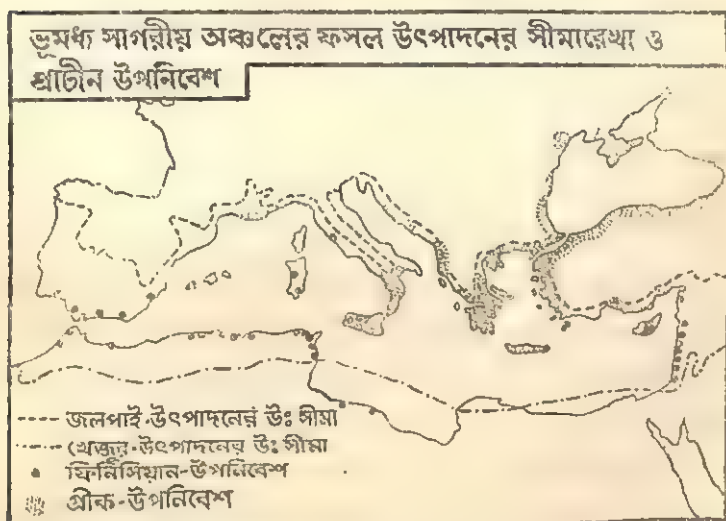 ভূমধ্য সাগরীয় অঞ্চলের ফসল উৎপাদনের সীমারেখা ও
প্রাচীন উপনিবেশ
জলপাই-উৎপাদনের উঃ সীমা
খেজুর-উৎপাদনের উঃ সীমা
ফিনিসিয়ান-উপনিবেশ
গ্রীক-উপনিবেশ